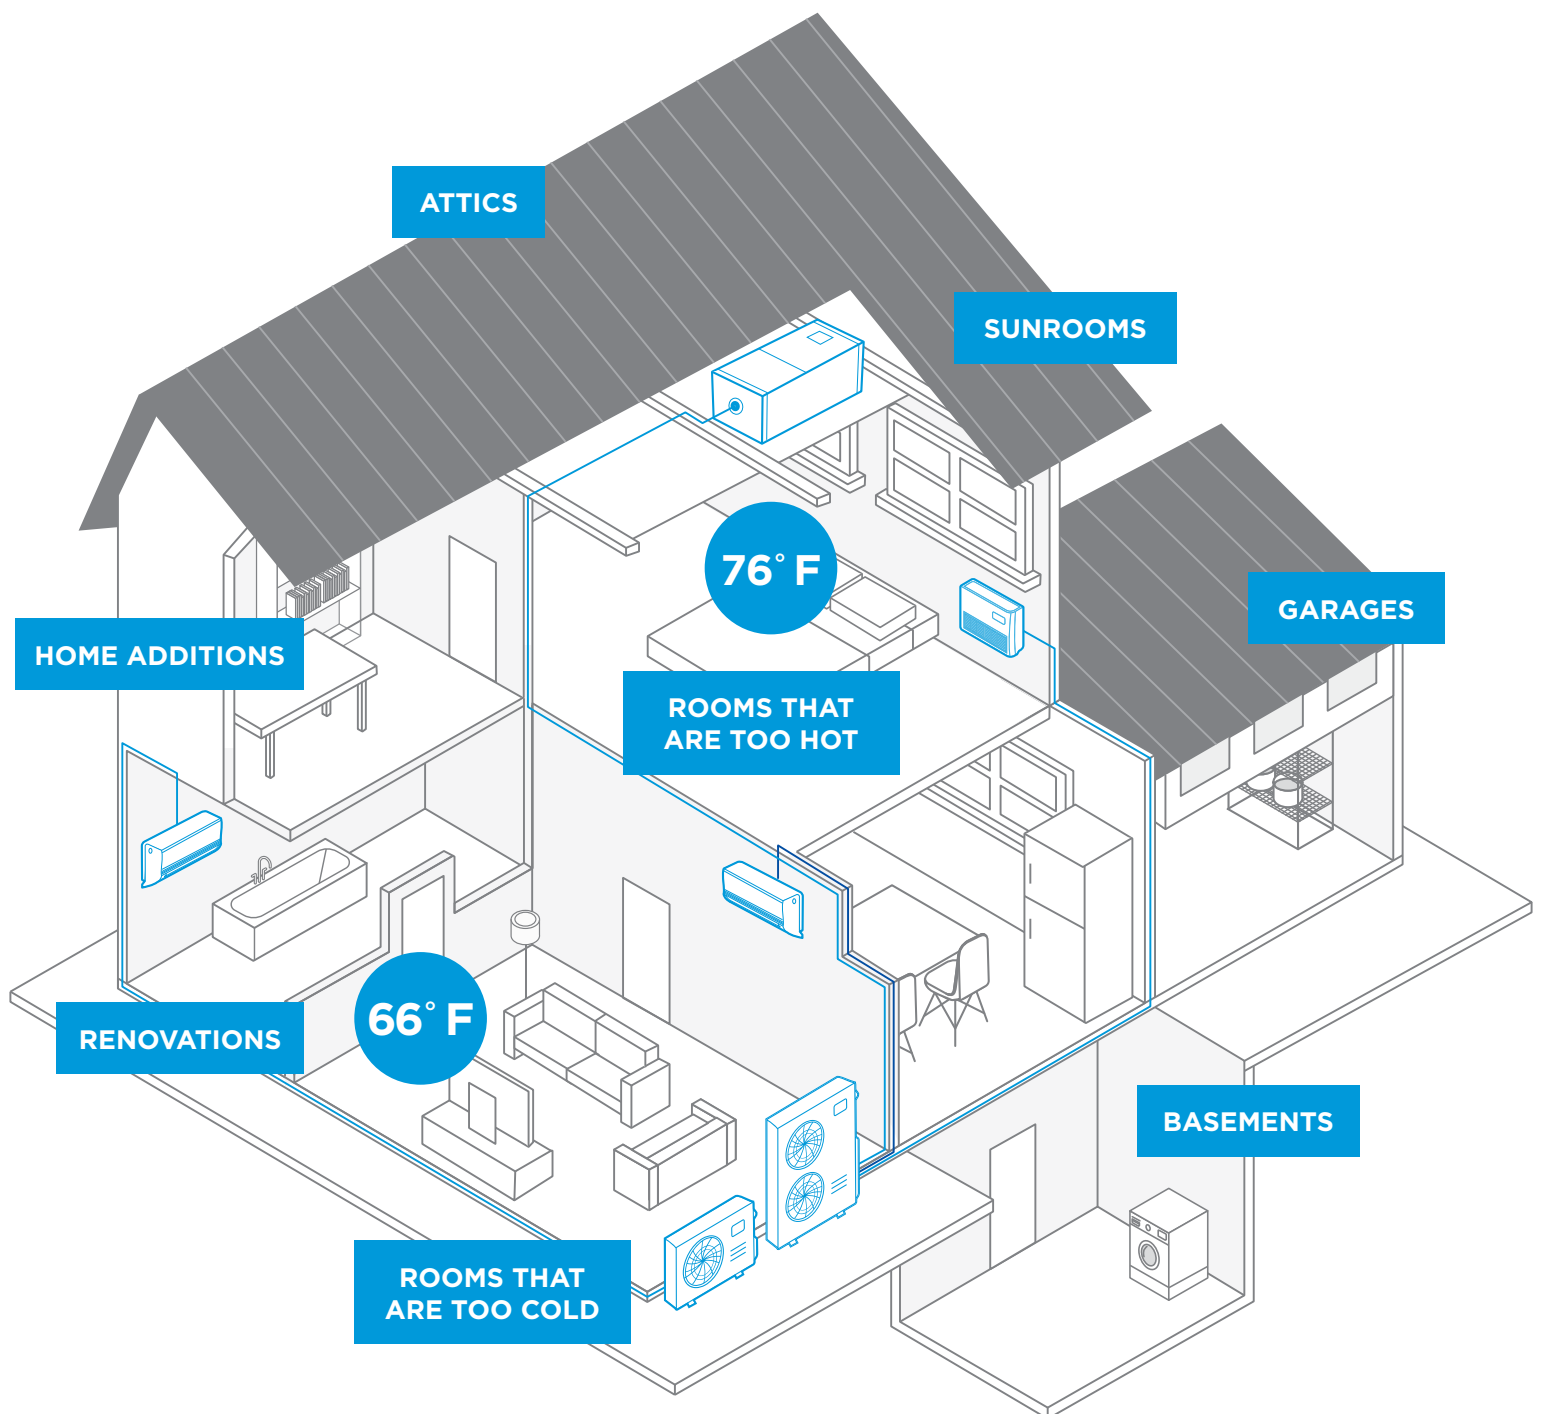 ATTICS
SUNROOMS
76° F
GARAGES
HOME ADDITIONS
ROOMS THAT
ARE TOO HOT
66° F
RENOVATIONS
BASEMENTS
ROOMS THAT
ARE TOO COLD